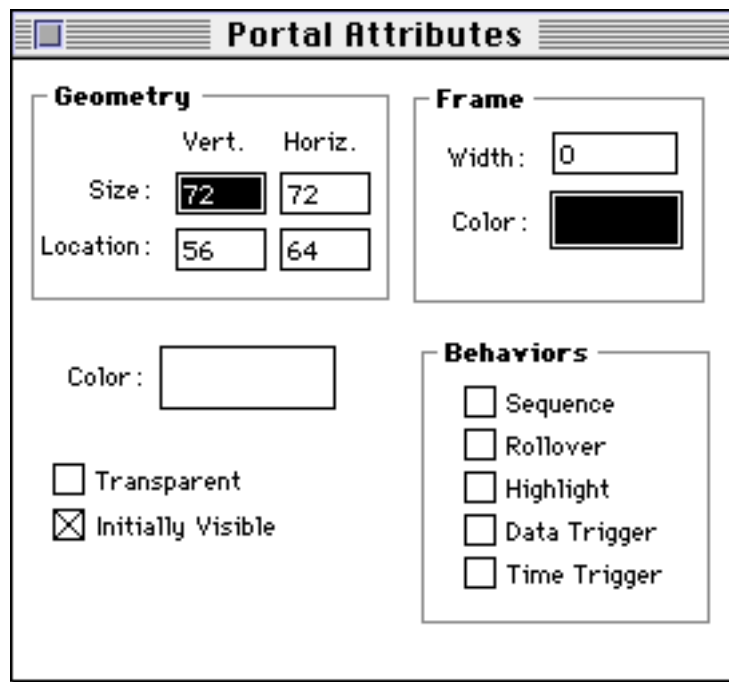 Portal Attributes
Geometry
Vert. Horiz.
Size: 72 72
Location: 56 64
Frame
Width: 0
Color:
Color:
Transparent
Initially Visible
Behaviors
Sequence
Rollover
Highlight
Data Trigger
Time Trigger